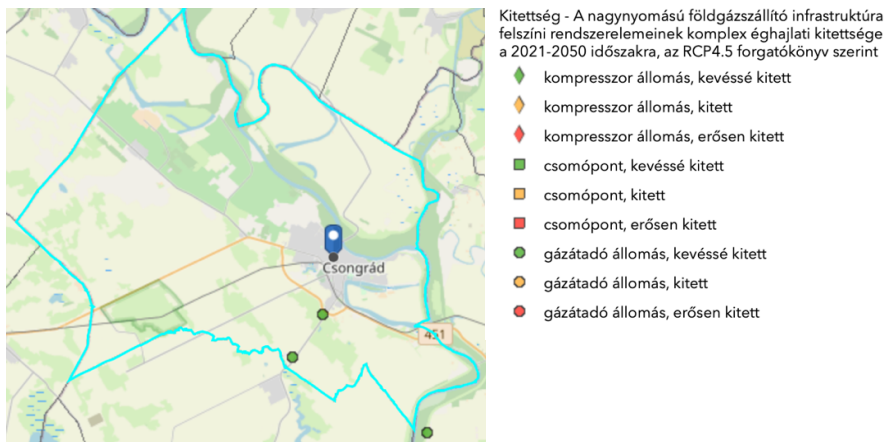 Kitettség - A nagynyomású földgázszállító infrastruktúra
felszíni rendszerelemeinek komplex éghajlati kitettsége
a 2021-2050 időszakra, az RCP4.5 forgatókönyv szerint
kompresszor állomás, kevéssé kitett
kompresszor állomás, kitett
kompresszor állomás, erősen kitett
csomópont, kevéssé kitett
csomópont, kitett
csomópont, erősen kitett
gázátadó állomás, kevéssé kitett
gázátadó állomás, kitett
gázátadó állomás, erősen kitett
Csongrád
451